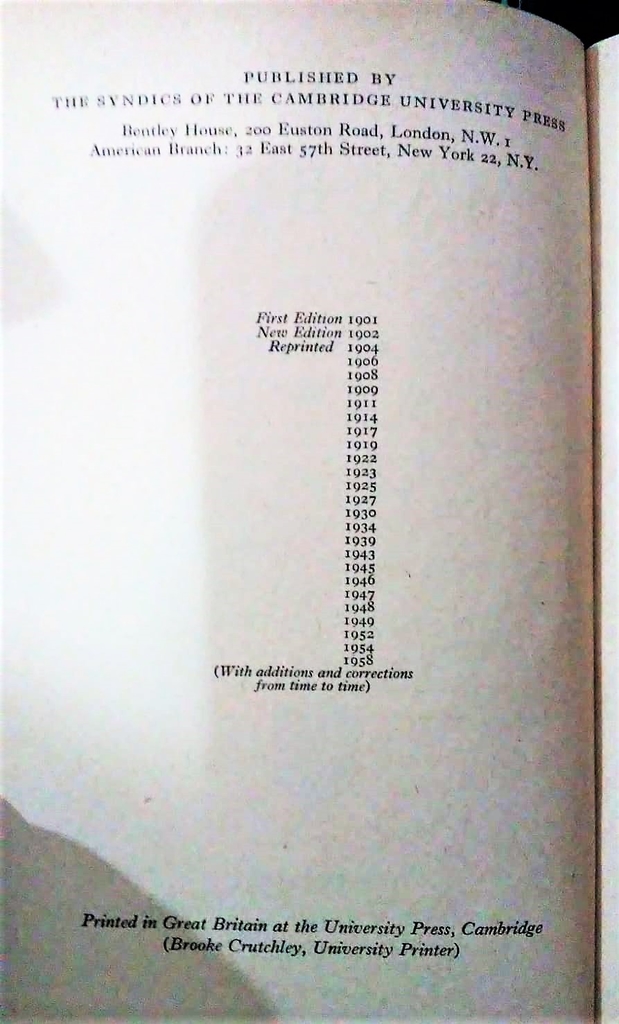 PUBLISHED BY
THE SYNDICS OF THE CAMBRIDGE UNIVERSITY PRESS
Bentley House, 200 Euston Road, London, N.W. 1
American Branch: 32 East 57th Street, New York 22, N.Y.
First Edition 1901
New Edition 1902
Reprinted 1904
1906
1908
1909
1911
1914
1917
1919
1922
1923
1925
1927
1930
1934
1939
1943
1945
1946
1947
1948
1949
1952
1954
1958
(With additions and corrections
from time to time)
Printed in Great Britain at the University Press, Cambridge
(Brooke Crutchley, University Printer)